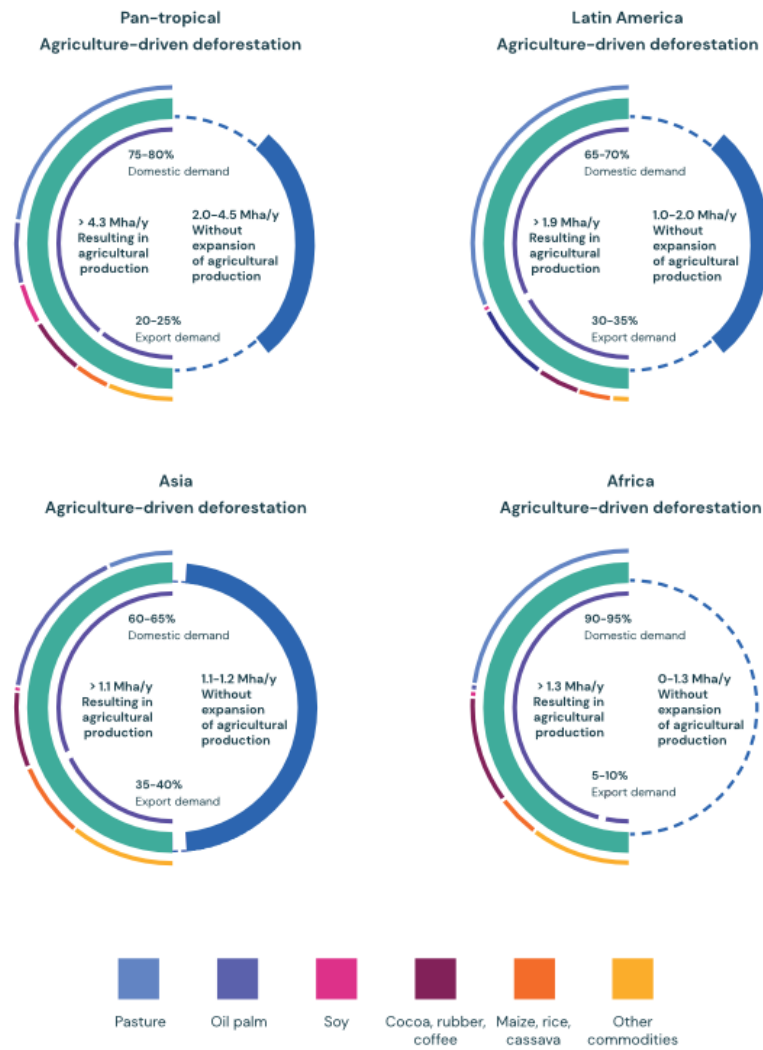 Pan-tropical
Agriculture-driven deforestation
75-80%
Domestic demand
> 4.3 Mha/y
Resulting in
agricultural
production
2.0-4.5 Mha/y
Without
expansion
of agricultural
production
20-25%
Export demand
Latin America
Agriculture-driven deforestation
65-70%
Domestic demand
> 1.9 Mha/y
Resulting in
agricultural
production
1.0-2.0 Mha/y
Without
expansion
of agricultural
production
30-35%
Export demand
Asia
Agriculture-driven deforestation
60-65%
Domestic demand
> 1.1 Mha/y
Resulting in
agricultural
production
1.1-1.2 Mha/y
Without
expansion
of agricultural
production
35-40%
Export demand
Africa
Agriculture-driven deforestation
90-95%
Domestic demand
> 1.3 Mha/y
Resulting in
agricultural
production
0-1.3 Mha/y
Without
expansion
of agricultural
production
5-10%
Export demand
Pasture
Oil palm
Soy
Cocoa, rubber,
coffee
Maize, rice,
cassava
Other
commodities